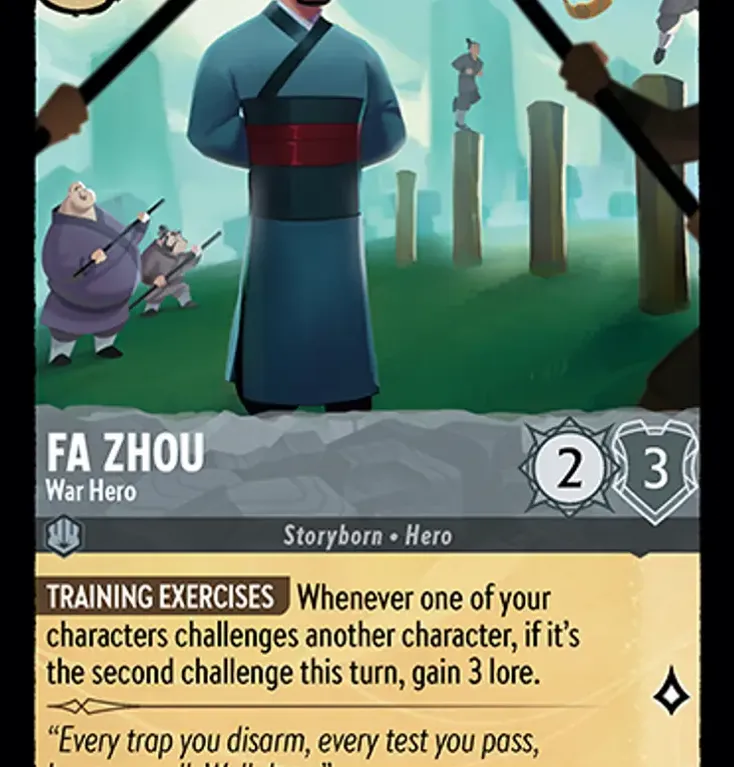 FA ZHOU
War Hero
2
3
Storyborn • Hero
TRAINING EXERCISES Whenever one of your
characters challenges another character, if it's
the second challenge this turn, gain 3 lore.
"Every trap you disarm, every test you pass,